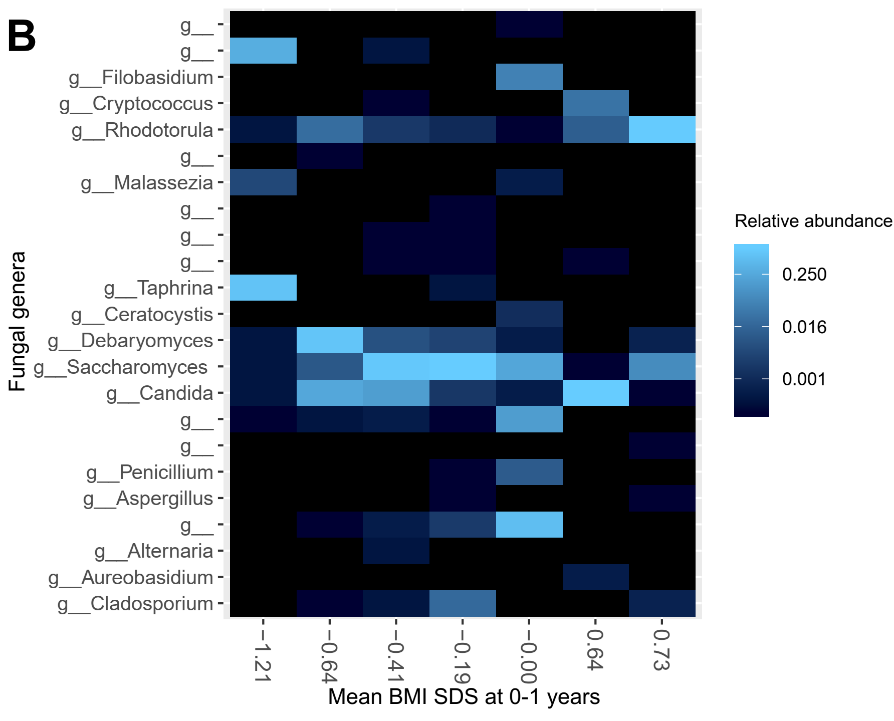 B
g__
g__
g__Filobasidium
g__Cryptococcus
g__Rhodotorula
g__
g__Malassezia
g__
g__
g__
g__Taphrina
g__Ceratocystis
g__Debaryomyces
g__Saccharomyces
g__Candida
g__
g__
g__Penicillium
g__Aspergillus
g__
g__Alternaria
g__Aureobasidium
g__Cladosporium
Fungal genera
−1.21
−0.64
−0.41
−0.19
−0.00
0.64
0.73
Mean BMI SDS at 0-1 years
Relative abundance
0.250
0.016
0.001